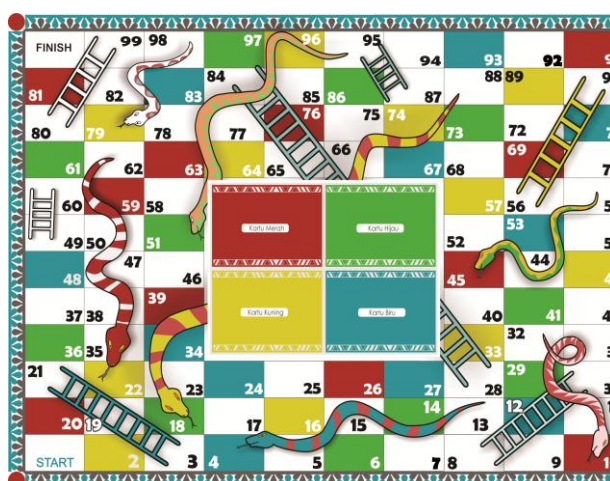 FINISH 99 98 97 96 95 94 93 92
81 82 83 84 85 86 87 88 89
80 79 78 77 76 75 74 73 72
61 62 63 64 65 66 67 68 69
60 59 58 57 56
Kartu Merah Kartu Hijau
49 50 51 52 53
48 47 46 45 44
Kartu Kuning Kartu Biru
37 38 39 40 41
36 35 34 33 32
21 22 23 24 25 26 27 28 29
20 19 18 17 16 15 14 13 12
START 2 3 4 5 6 7 8 9